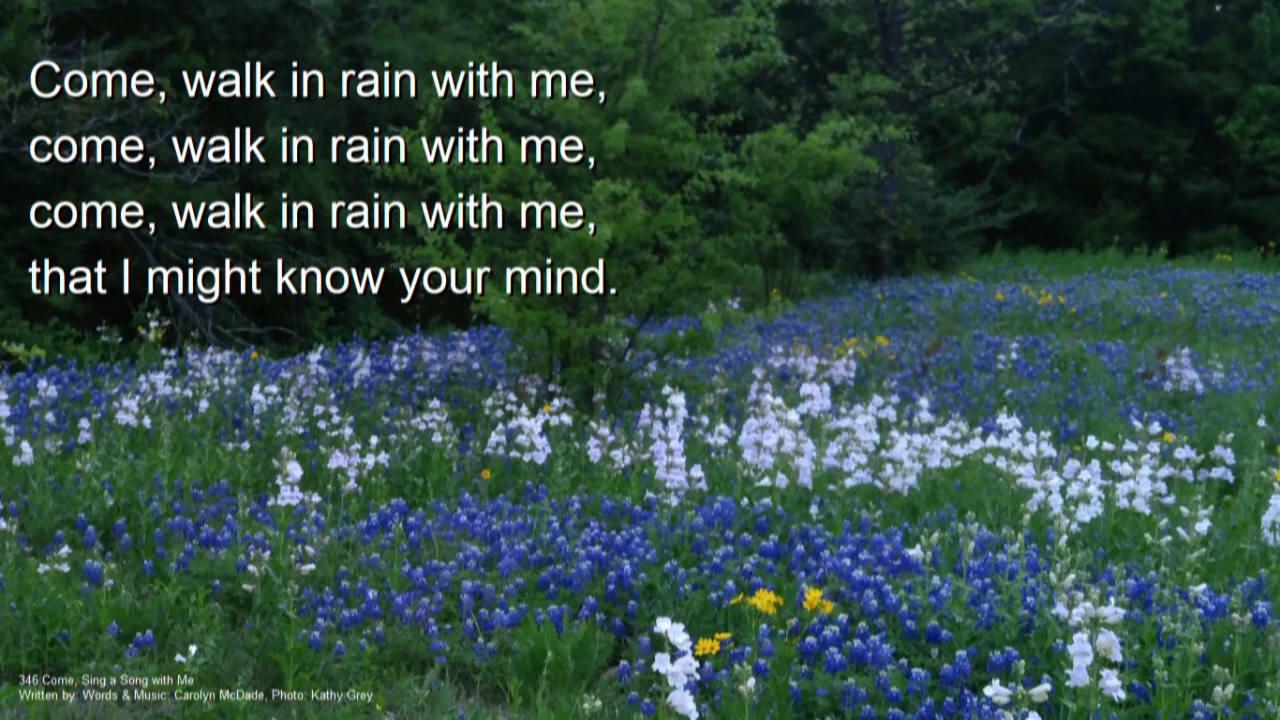 Come, walk in rain with me,
come, walk in rain with me,
come, walk in rain with me,
that I might know your mind.
346 Come, Sing a Song with Me
Written by: Words & Music: Carolyn McDade, Photo: Kathy Grey